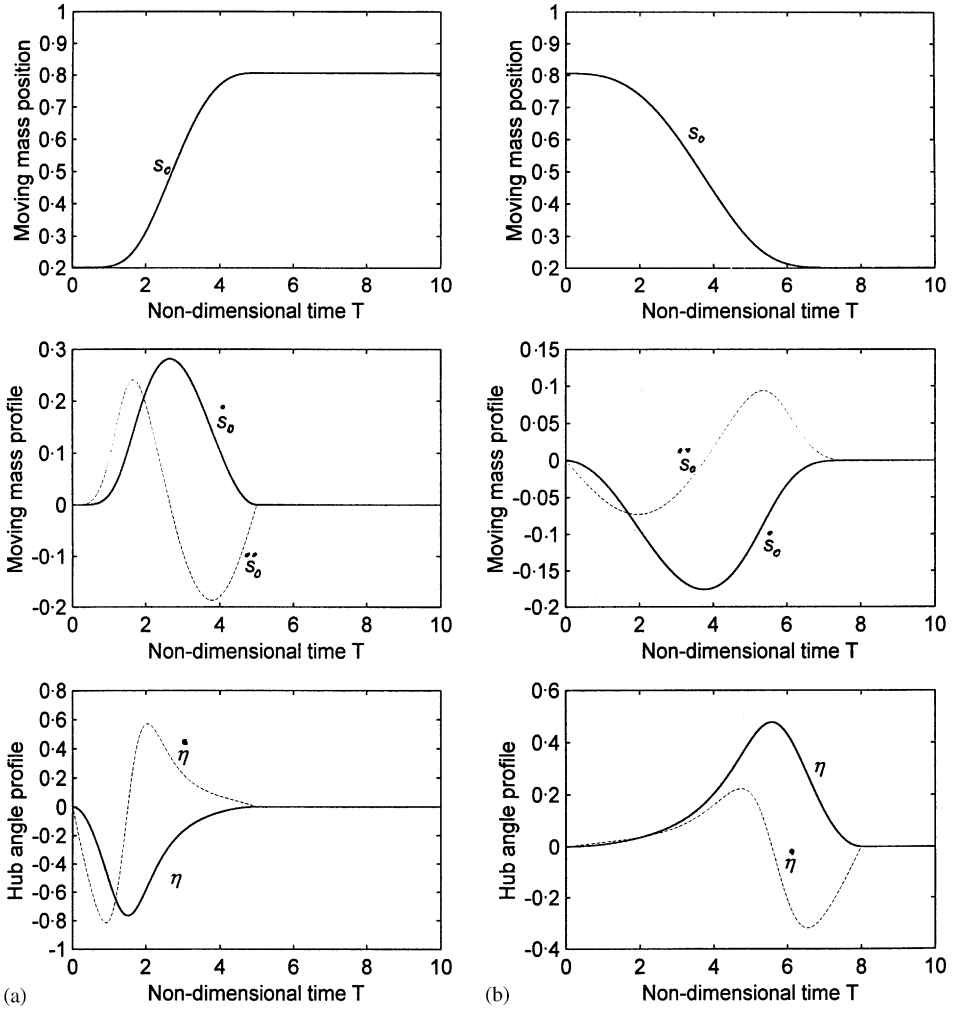 1
0·9
0·8
0·7
0·6
0·5
0·4
0·3
0·2
Moving mass position
s₀
0 2 4 6 8 10
Non-dimensional time T
1
0·9
0·8
0·7
0·6
0·5
0·4
0·3
0·2
Moving mass position
s₀
0 2 4 6 8 10
Non-dimensional time T
0·3
0·2
0·1
0
-0·1
-0·2
Moving mass profile
ṡ₀
s̈₀
0 2 4 6 8 10
Non-dimensional time T
0·15
0·1
0·05
0
-0·05
-0·1
-0·15
-0·2
Moving mass profile
s̈₀
ṡ₀
0 2 4 6 8 10
Non-dimensional time T
0·8
0·6
0·4
0·2
0
-0·2
-0·4
-0·6
-0·8
-1
Hub angle profile
η̇
η
0 2 4 6 8 10
Non-dimensional time T
(a)
0·6
0·4
0·2
0
-0·2
-0·4
Hub angle profile
η
η̇
0 2 4 6 8 10
Non-dimensional time T
(b)